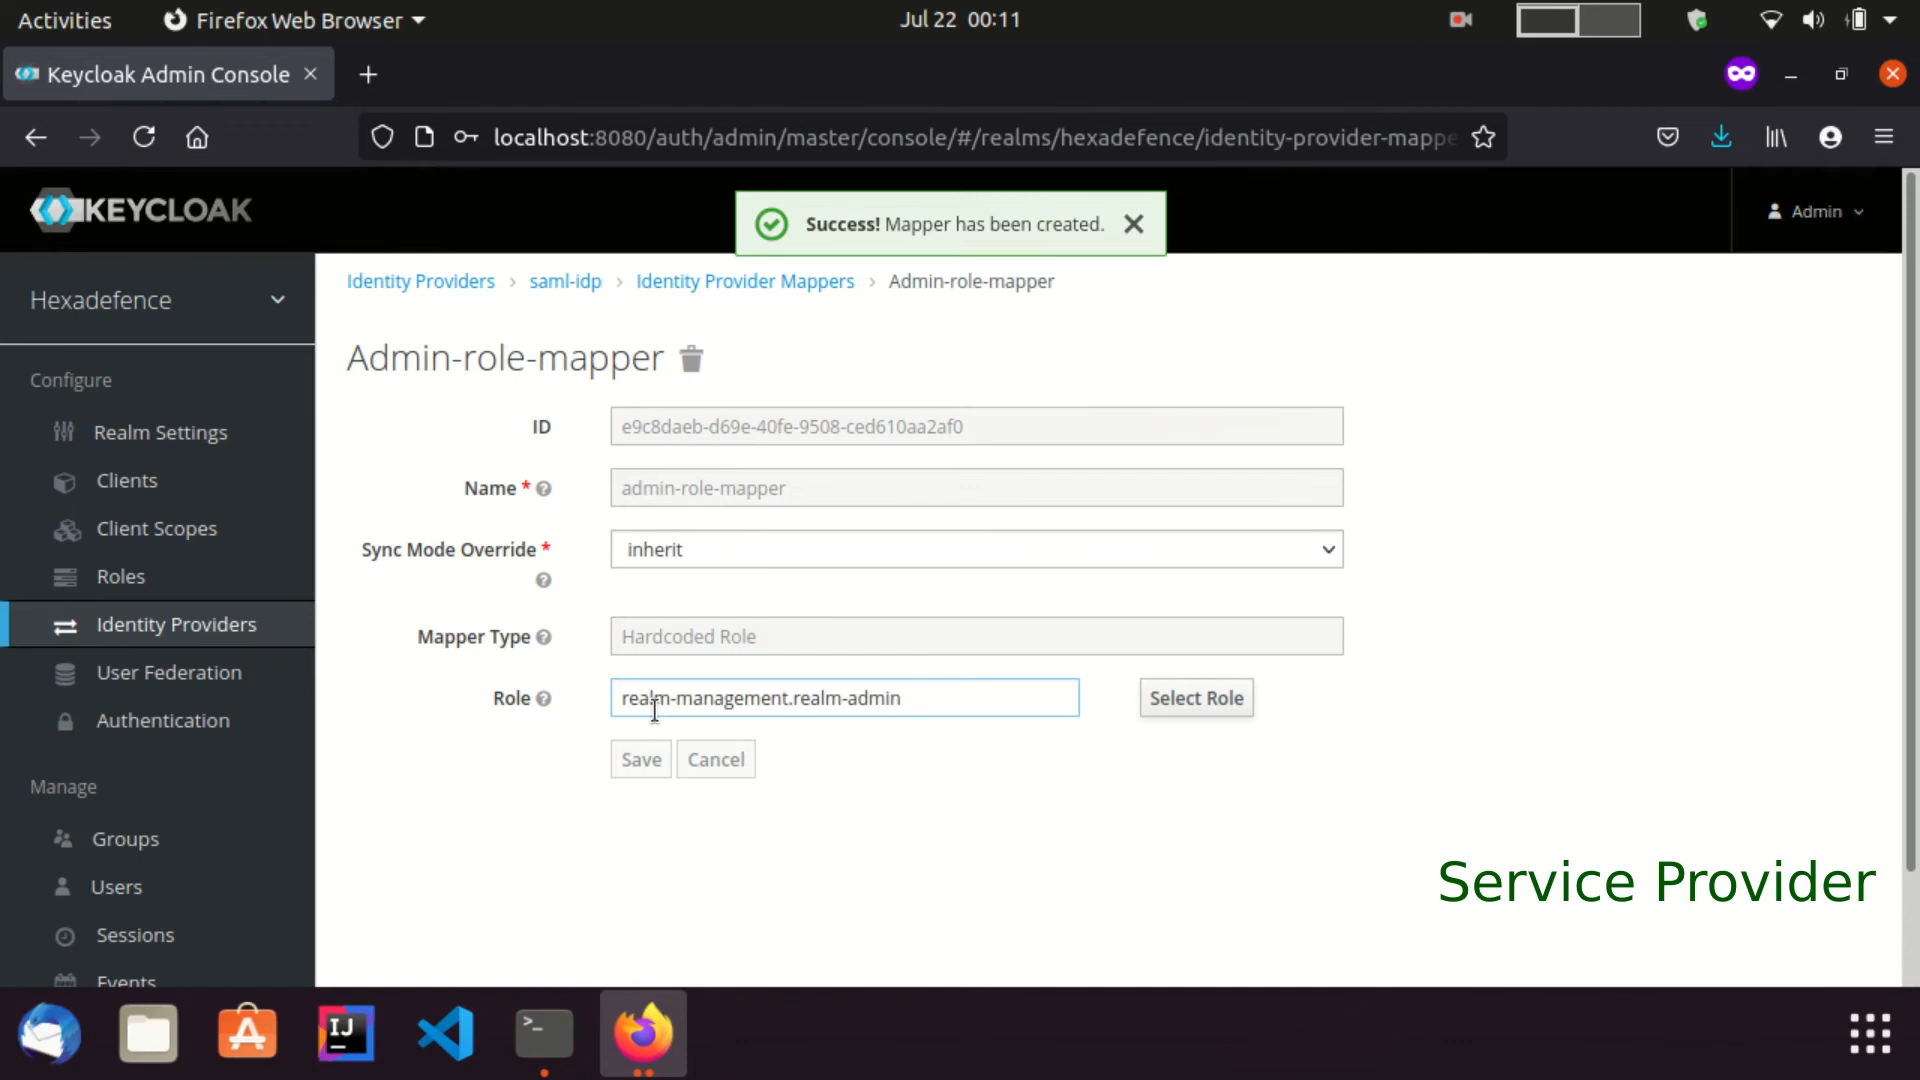 Activities
Firefox Web Browser
Jul 22 00:11
Keycloak Admin Console
localhost:8080/auth/admin/master/console/#/realms/hexadefence/identity-provider-mappe
KEYCLOAK
Success! Mapper has been created.
Admin
Hexadefence
Identity Providers > saml-idp > Identity Provider Mappers > Admin-role-mapper
Admin-role-mapper
Configure
Realm Settings
Clients
Client Scopes
Roles
Identity Providers
User Federation
Authentication
Manage
Groups
Users
Sessions
Events
ID
e9c8daeb-d69e-40fe-9508-ced610aa2af0
Name *
admin-role-mapper
Sync Mode Override *
inherit
Mapper Type
Hardcoded Role
Role
realm-management.realm-admin
Select Role
Save
Cancel
Service Provider
IJ
>_